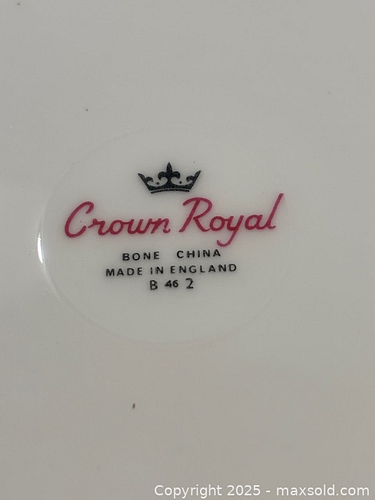 Crown Royal
BONE CHINA
MADE IN ENGLAND
B 46 2
Copyright © 2025 - maxsold.com